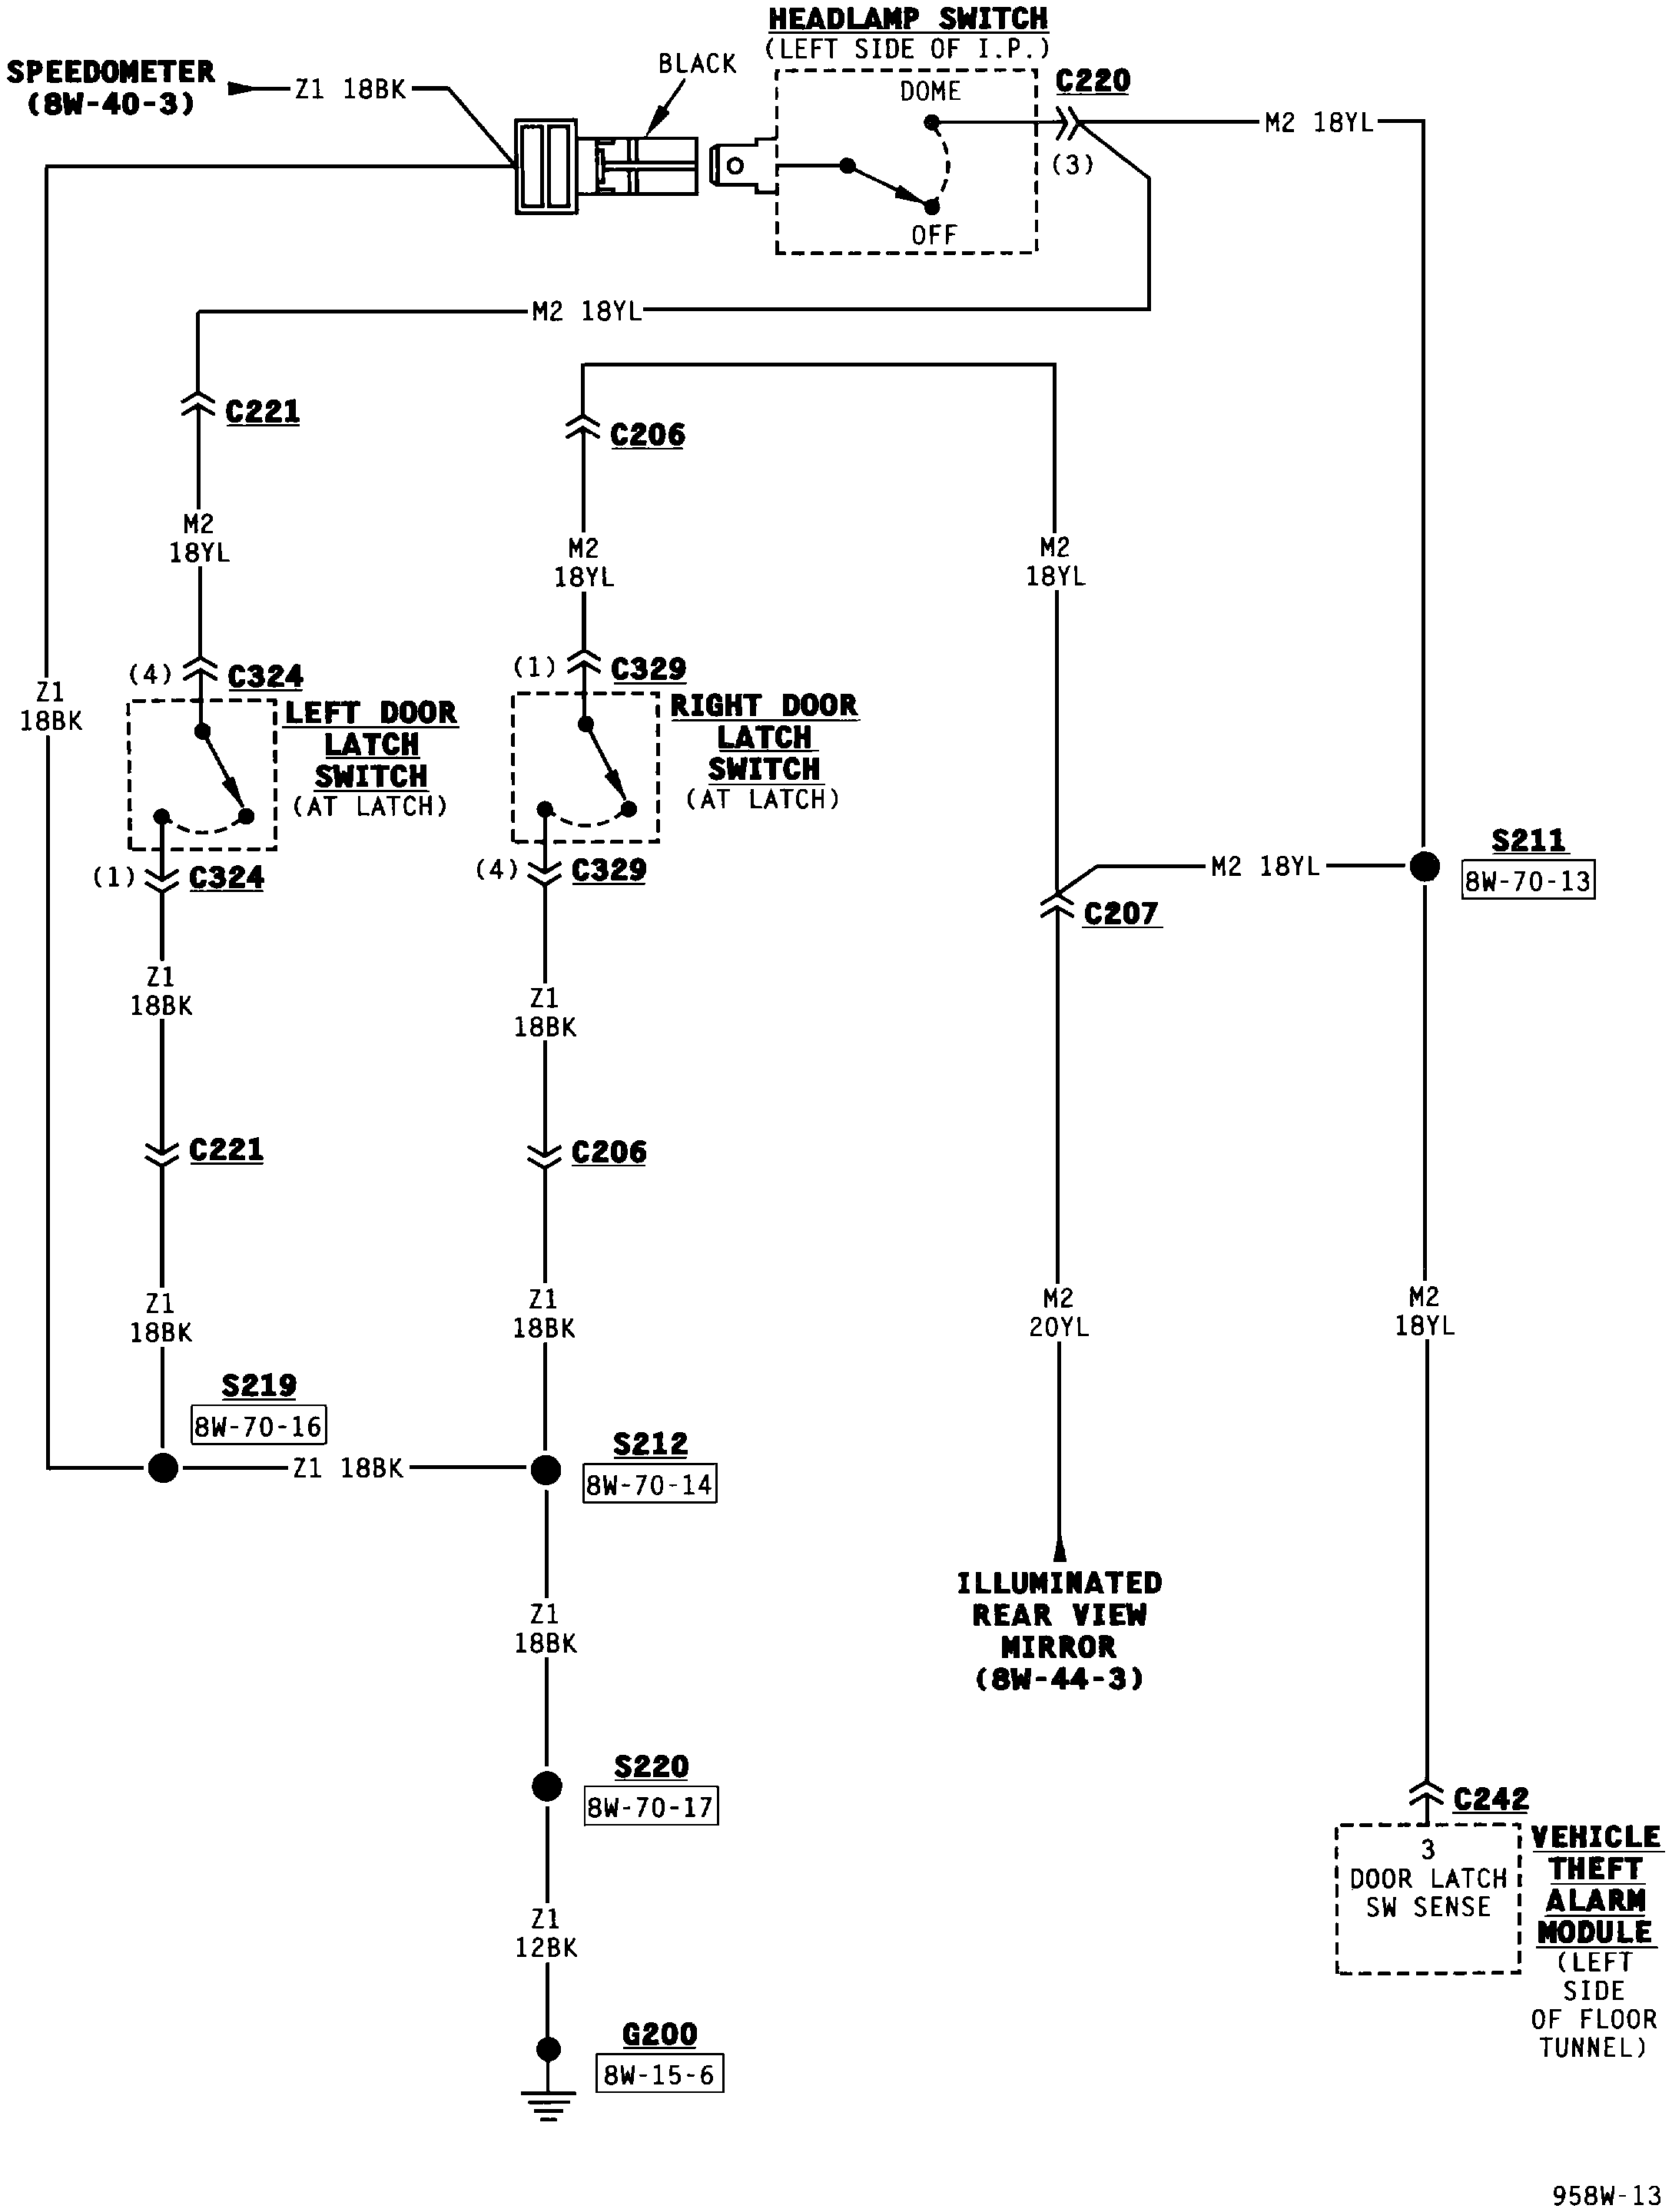 HEADLAMP SWITCH
(LEFT SIDE OF I.P.)
BLACK
SPEEDOMETER
(8W-40-3)
Z1 18BK
DOME
C220
M2 18YL
(3)
OFF
M2 18YL
C221
C206
M2
18YL
M2
18YL
M2
18YL
(4)
C324
(1)
C329
Z1
18BK
LEFT DOOR
LATCH
SWITCH
(AT LATCH)
RIGHT DOOR
LATCH
SWITCH
(AT LATCH)
(1)
C324
(4)
C329
M2 18YL
S211
8W-70-13
C207
Z1
18BK
Z1
18BK
C221
C206
Z1
18BK
Z1
18BK
M2
20YL
M2
18YL
S219
8W-70-16
Z1 18BK
S212
8W-70-14
Z1
18BK
ILLUMINATED
REAR VIEW
MIRROR
(8W-44-3)
S220
8W-70-17
C242
3
DOOR LATCH
SW SENSE
VEHICLE
THEFT
ALARM
MODULE
(LEFT
SIDE
OF FLOOR
TUNNEL)
Z1
12BK
G200
8W-15-6
958W-13